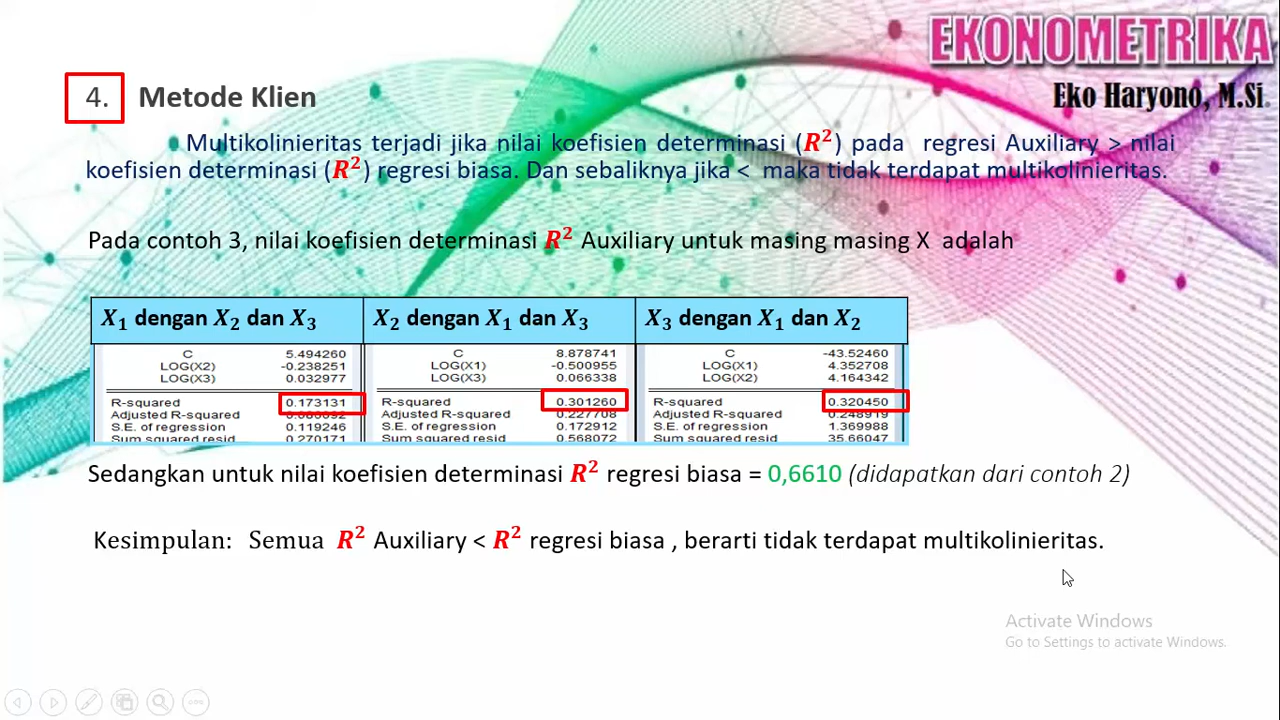 EKONOMETRIKA
Eko Haryono, M.Si.
4. Metode Klien
Multikolinieritas terjadi jika nilai koefisien determinasi (R²) pada regresi Auxiliary > nilai
koefisien determinasi (R²) regresi biasa. Dan sebaliknya jika < maka tidak terdapat multikolinieritas.
Pada contoh 3, nilai koefisien determinasi R² Auxiliary untuk masing masing X adalah
X₁ dengan X₂ dan X₃ X₂ dengan X₁ dan X₃ X₃ dengan X₁ dan X₂
C 5.494260 C 8.878741 C -43.52460
LOG(X2) -0.238251 LOG(X1) -0.500955 LOG(X1) 4.352708
LOG(X3) 0.032977 LOG(X3) 0.066338 LOG(X2) 4.164342
R-squared 0.173131 R-squared 0.301260 R-squared 0.320450
Adjusted R-squared Adjusted R-squared 0.227708 Adjusted R-squared 0.248919
S.E. of regression 0.119246 S.E. of regression 0.172912 S.E. of regression 1.369988
Sum squared resid 0.270171 Sum squared resid 0.568072 Sum squared resid 35.66047
Sedangkan untuk nilai koefisien determinasi R² regresi biasa = 0,6610 (didapatkan dari contoh 2)
Kesimpulan: Semua R² Auxiliary < R² regresi biasa , berarti tidak terdapat multikolinieritas.
Activate Windows
Go to Settings to activate Windows.